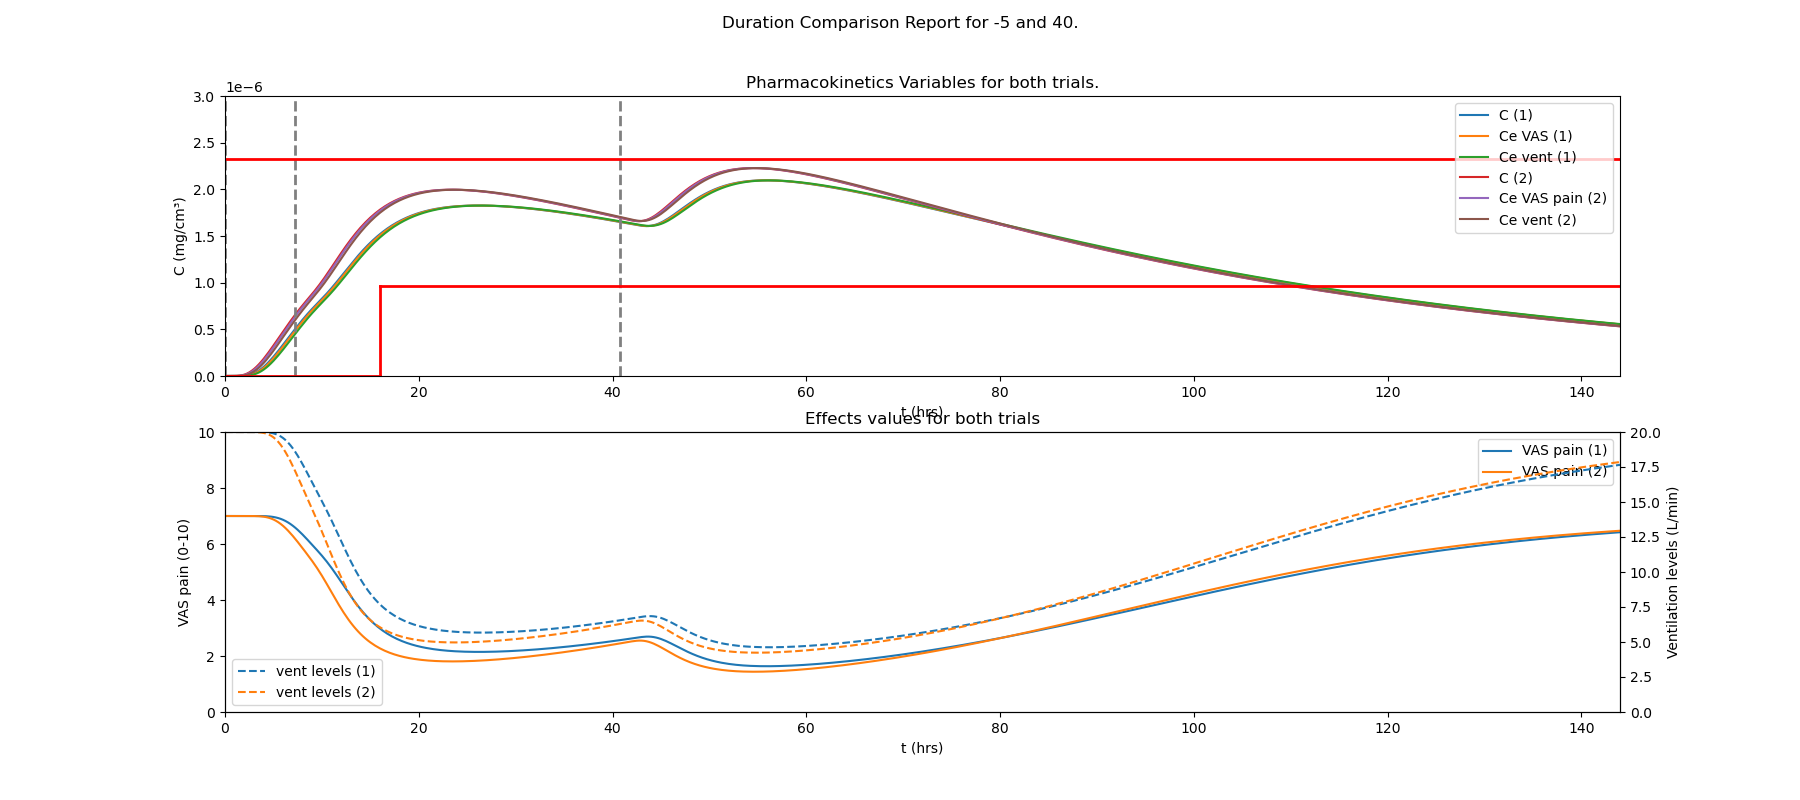 Duration Comparison Report for -5 and 40.
Pharmacokinetics Variables for both trials.
1e−6
3.0
2.5
2.0
1.5
1.0
0.5
0.0
C (mg/cm³)
C (1)
Ce VAS (1)
Ce vent (1)
C (2)
Ce VAS pain (2)
Ce vent (2)
0 20 40 60 80 100 120 140
t (hrs)
Effects values for both trials
10
8
6
4
2
0
VAS pain (0-10)
VAS pain (1)
VAS pain (2)
vent levels (1)
vent levels (2)
20.0
17.5
15.0
12.5
10.0
7.5
5.0
2.5
0.0
Ventilation levels (L/min)
0 20 40 60 80 100 120 140
t (hrs)